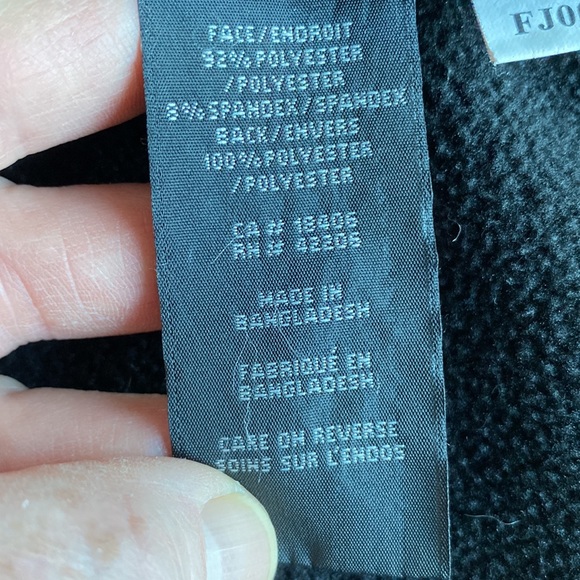 FACE/ENDROIT
92% POLYESTER
/POLYESTER
8% SPANDEX/SPANDEX
BACK/ENVERS
100% POLYESTER
/POLYESTER
CA # 18406
RN # 42206
MADE IN
BANGLADESH
FABRIQUÉ EN
BANGLADESH
CARE ON REVERSE
SOINS SUR L'ENDOS